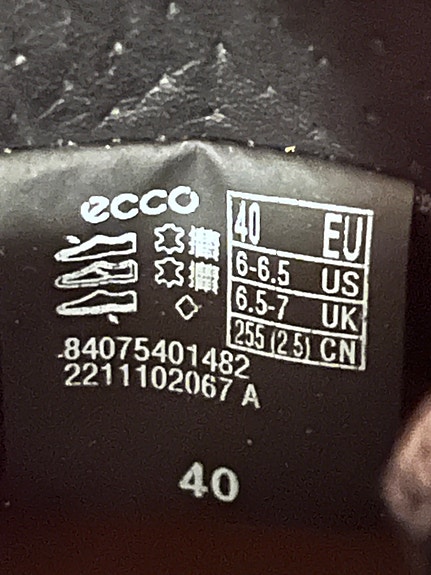 ecco
40 EU
6-6.5 US
6.5-7 UK
255 (2.5) CN
84075401482
2211102067 A
40